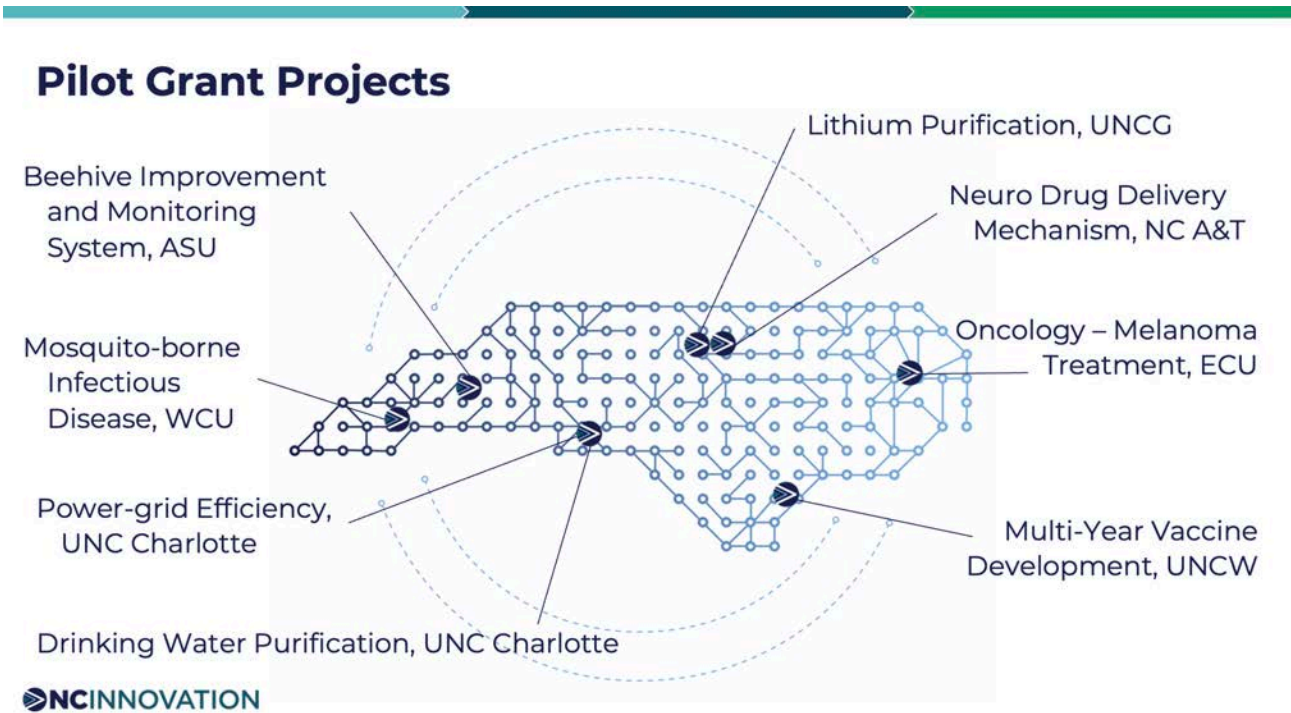 Pilot Grant Projects
Lithium Purification, UNCG
Beehive Improvement
and Monitoring
System, ASU
Neuro Drug Delivery
Mechanism, NC A&T
Mosquito-borne
Infectious
Disease, WCU
Oncology – Melanoma
Treatment, ECU
Power-grid Efficiency,
UNC Charlotte
Multi-Year Vaccine
Development, UNCW
Drinking Water Purification, UNC Charlotte
NCINNOVATION